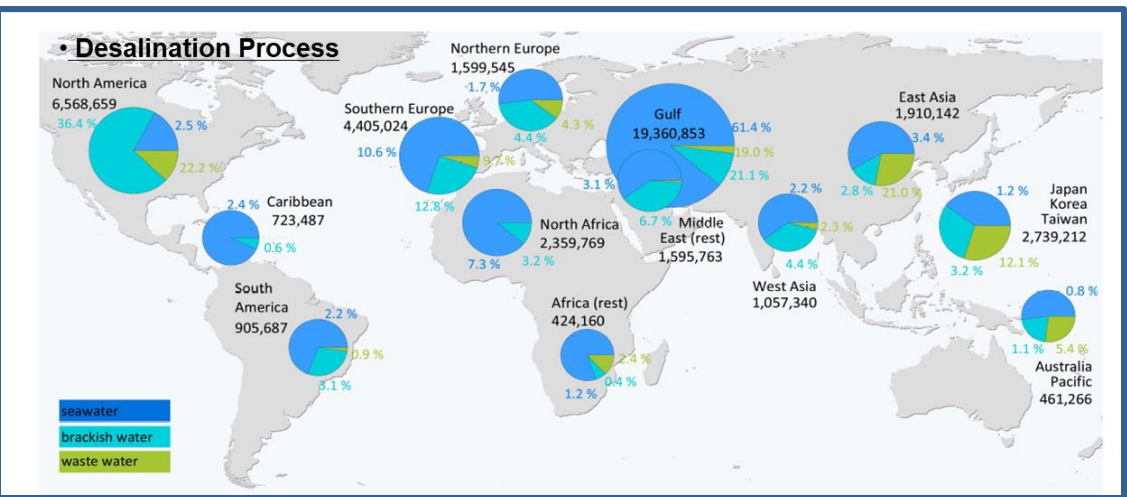 • Desalination Process
North America
6,568,659
36.4 %
2.5 %
22.2 %
Northern Europe
1,599,545
1.7 %
4.4 %
4.3 %
Southern Europe
4,405,024
10.6 %
9.7 %
12.8 %
Gulf
19,360,853
61.4 %
19.0 %
21.1 %
East Asia
1,910,142
3.4 %
2.8 %
21.0 %
Caribbean
723,487
2.4 %
0.6 %
North Africa
2,359,769
7.3 %
3.2 %
3.1 %
6.7 %
Middle
East (rest)
1,595,763
2.2 %
2.3 %
4.4 %
West Asia
1,057,340
Japan
Korea
Taiwan
2,739,212
1.2 %
3.2 %
12.1 %
South
America
905,687
2.2 %
0.9 %
3.1 %
Africa (rest)
424,160
2.4 %
0.4 %
1.2 %
0.8 %
1.1 %
5.4 %
Australia
Pacific
461,266
seawater
brackish water
waste water